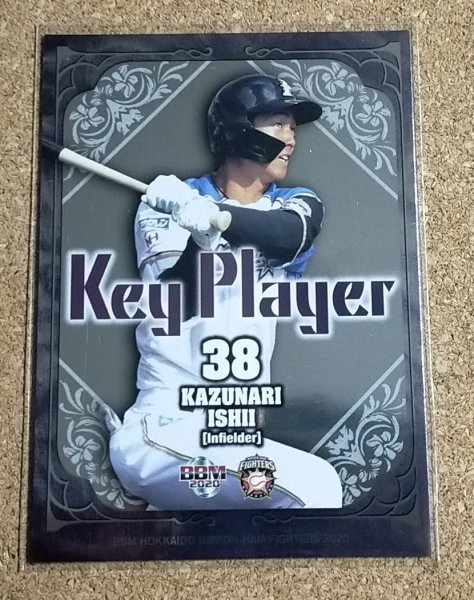 Key Player
38
KAZUNARI
ISHII
[Infielder]
BBM
2020
FIGHTERS
BBM HOKKAIDO NIPPON-HAM FIGHTERS 2020